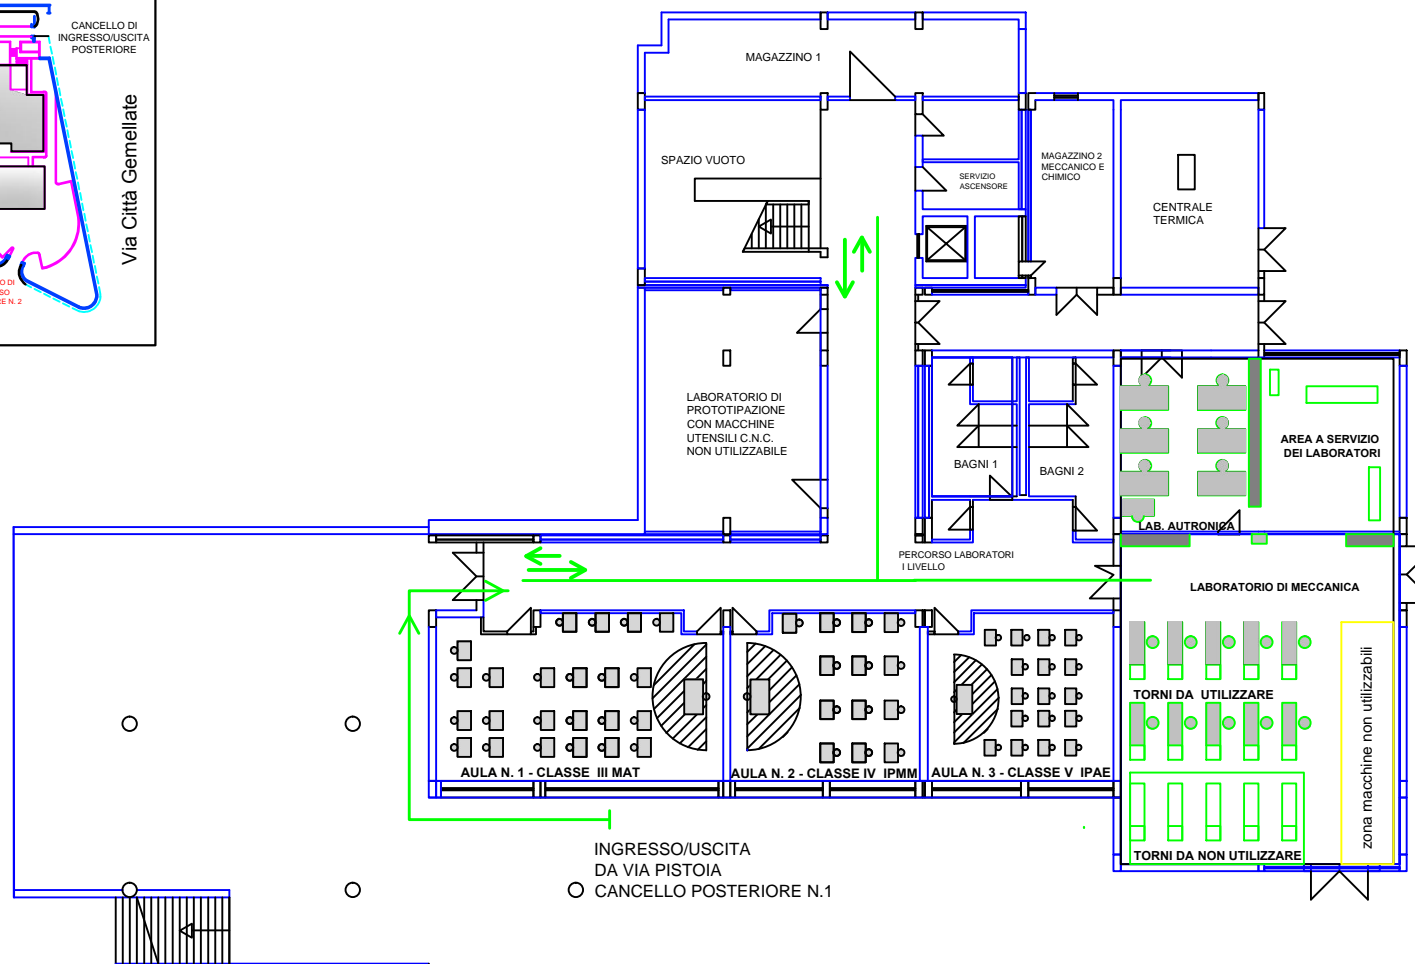 CANCELLO DI
INGRESSO/USCITA
POSTERIORE
Via Città Gemellate
O DI
SO
E N. 2
MAGAZZINO 1
SPAZIO VUOTO
SERVIZIO
ASCENSORE
MAGAZZINO 2
MECCANICO E
CHIMICO
CENTRALE
TERMICA
LABORATORIO DI
PROTOTIPAZIONE
CON MACCHINE
UTENSILI C.N.C.
NON UTILIZZABILE
BAGNI 1
BAGNI 2
AREA A SERVIZIO
DEI LABORATORI
LAB. AUTRONICA
PERCORSO LABORATORI
I LIVELLO
LABORATORIO DI MECCANICA
TORNI DA UTILIZZARE
zona macchine non utilizzabili
AULA N. 1 - CLASSE III MAT
AULA N. 2 - CLASSE IV IPMM
AULA N. 3 - CLASSE V IPAE
TORNI DA NON UTILIZZARE
INGRESSO/USCITA
DA VIA PISTOIA
CANCELLO POSTERIORE N.1